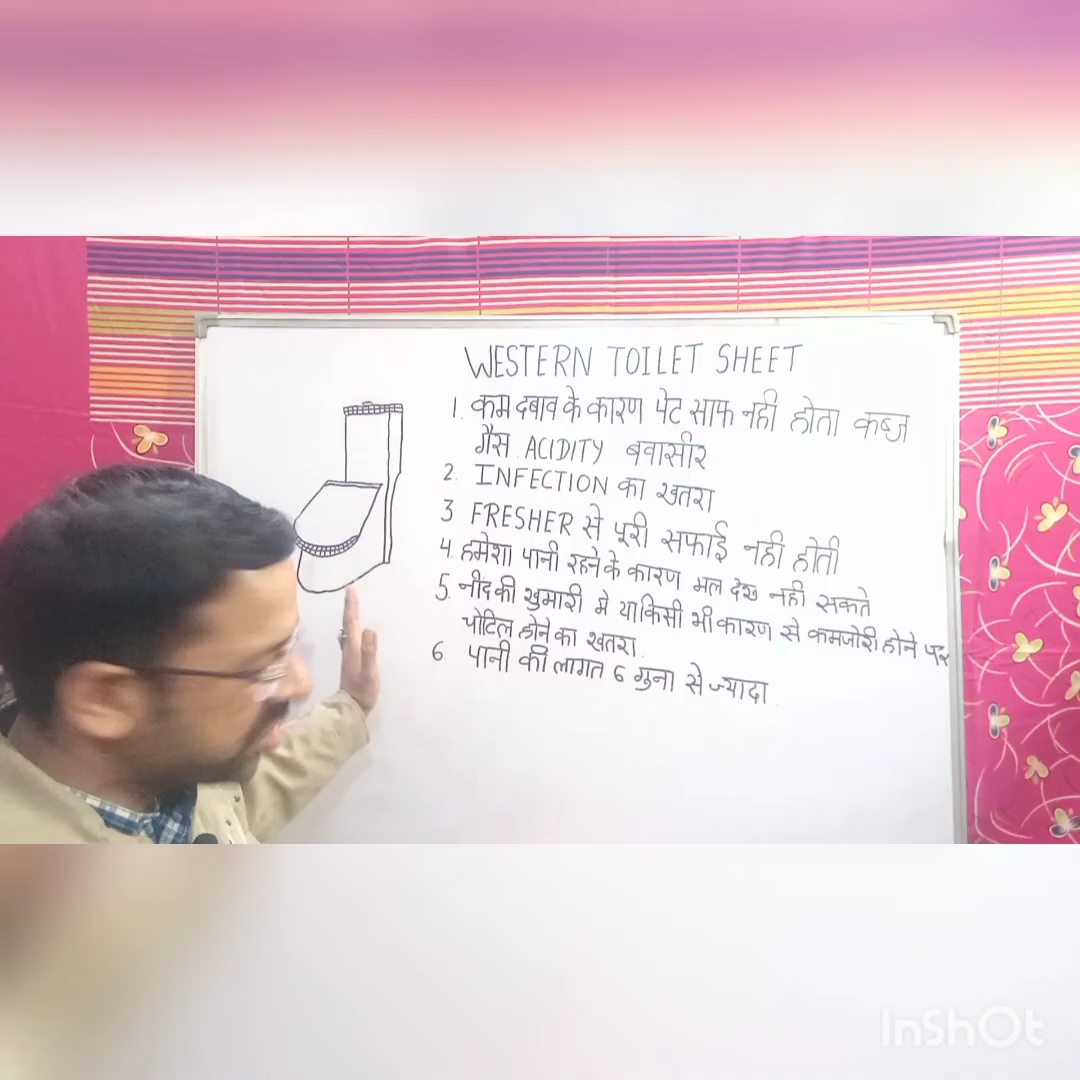 WESTERN TOILET SHEET
1. कम दबाव के कारण पेट साफ नही होता कब्ज
गैस ACIDITY बवासीर
2. INFECTION का खतरा
3 FRESHER से पूरी सफाई नही होती
4. हमेशा पानी रहने के कारण मल देख नही सकते
5. नींद की खुमारी मे या किसी भी कारण से कमजोरी होने पर
चोटिल होने का खतरा.
6 पानी की लागत 6 गुना से ज्यादा.
InShOt